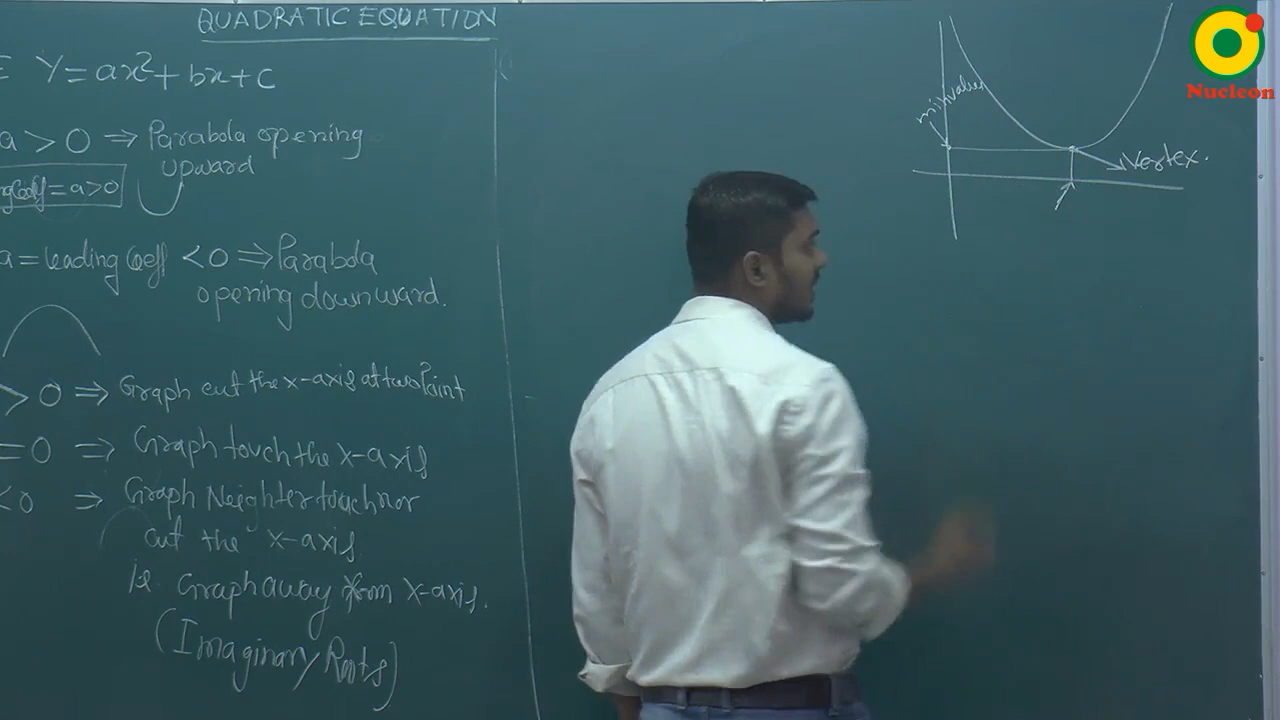 QUADRATIC EQUATION
Y = ax² + bx + c
a > 0 ⇒ Parabola opening
upward
= a > 0
a = leading Coeff < 0 ⇒ Parabola
opening downward.
> 0 ⇒ Graph cut the x-axis at two Point
= 0 ⇒ Graph touch the x-axis
< 0 ⇒ Graph Neighter touch nor
cut the x-axis
ie Graph away from x-axis.
(Imaginary Roots)
value
Vertex.
Nucleon